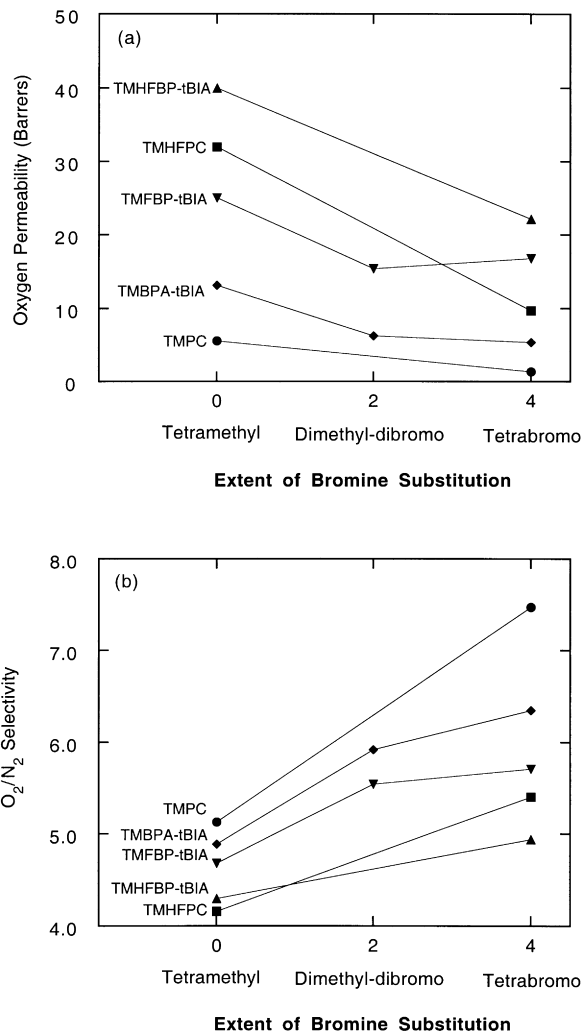 50
(a)
40
TMHFBP-tBIA
TMHFPC
30
TMFBP-tBIA
20
TMBPA-tBIA
10
TMPC
0
Oxygen Permeability (Barrers)
0 2 4
Tetramethyl Dimethyl-dibromo Tetrabromo
Extent of Bromine Substitution
8.0
(b)
7.0
6.0
TMPC
5.0
TMBPA-tBIA
TMFBP-tBIA
TMHFBP-tBIA
TMHFPC
4.0
O2/N2 Selectivity
0 2 4
Tetramethyl Dimethyl-dibromo Tetrabromo
Extent of Bromine Substitution